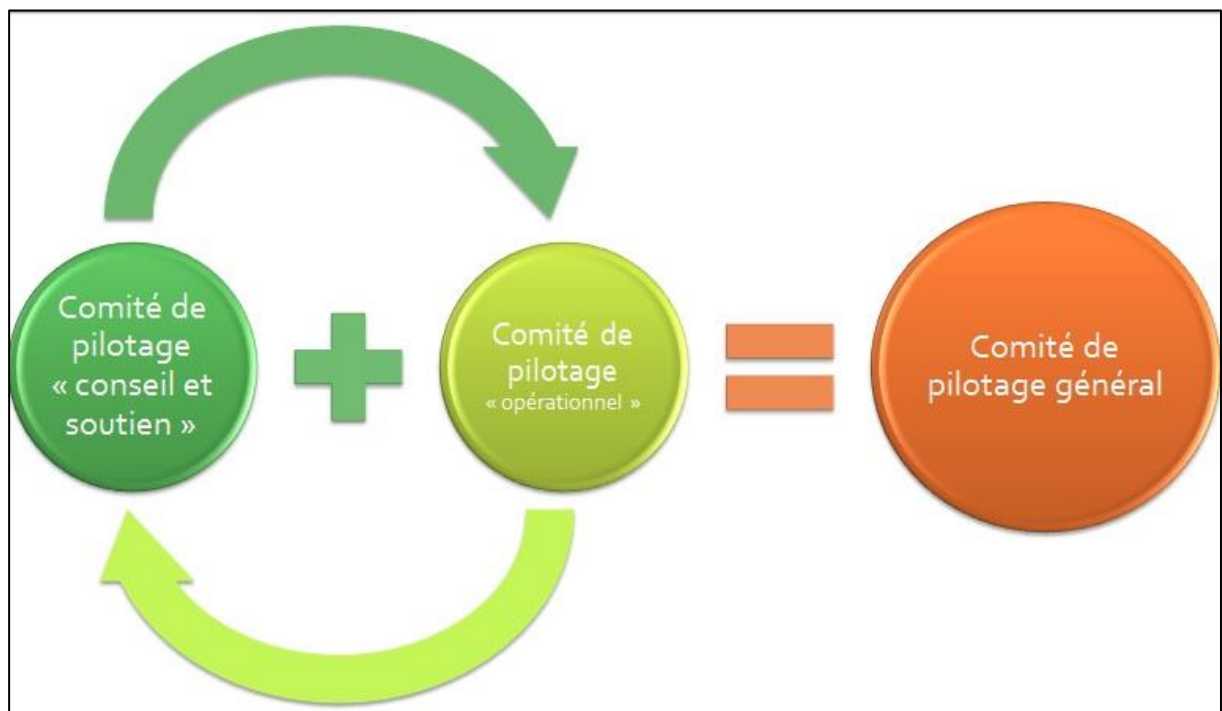 Comité de
pilotage
« conseil et
soutien »
Comité de
pilotage
« opérationnel »
Comité de
pilotage général